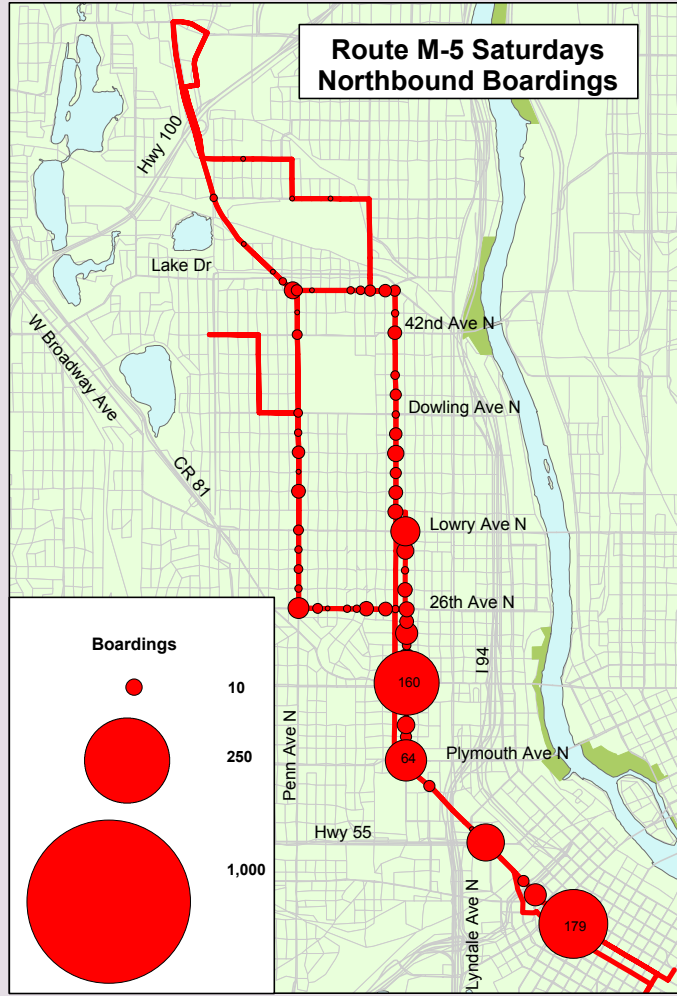 Route M-5 Saturdays
Northbound Boardings
Hwy 100
Lake Dr
42nd Ave N
W Broadway Ave
Dowling Ave N
CR 81
Lowry Ave N
26th Ave N
I 94
160
Penn Ave N
Plymouth Ave N
64
Hwy 55
Lyndale Ave N
179
Boardings
10
250
1,000